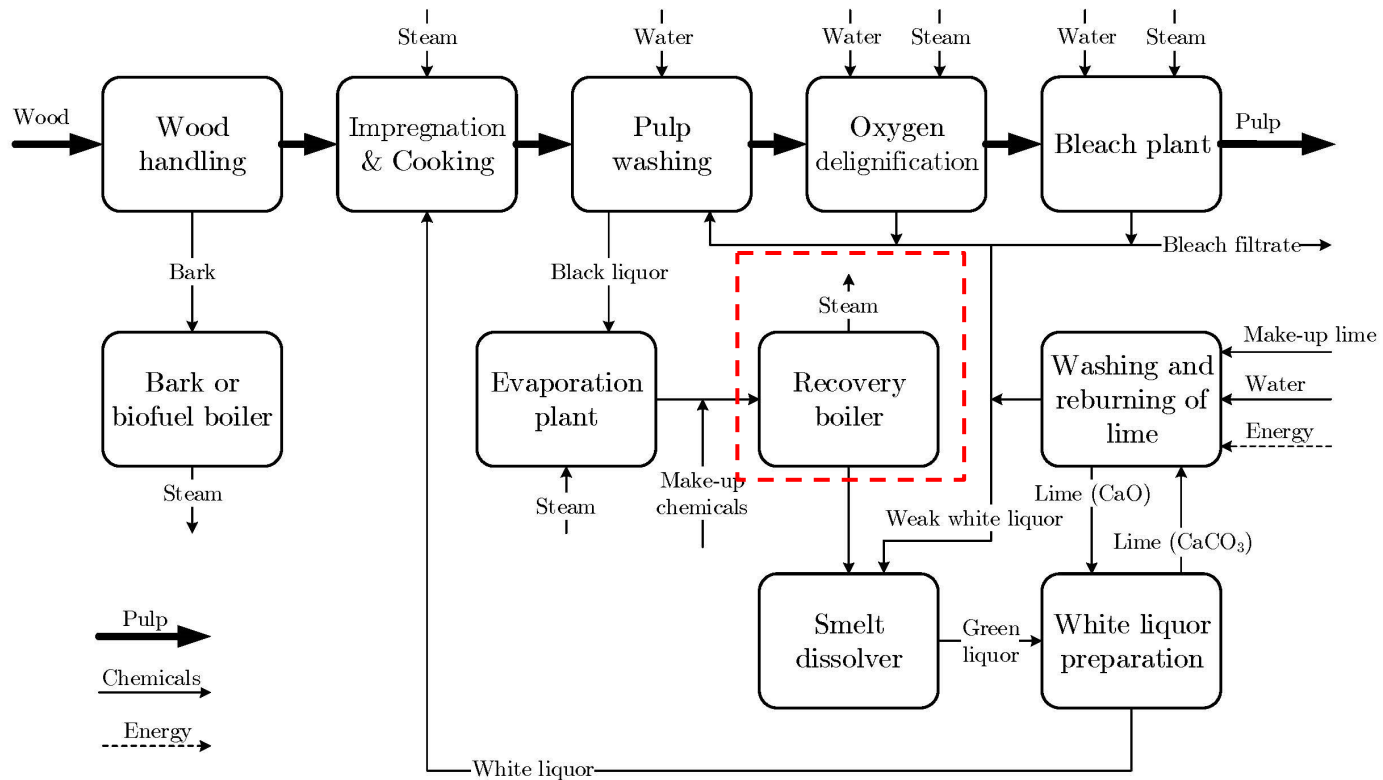 Steam
Water
Water
Steam
Water
Steam
Wood
Wood
handling
Impregnation
& Cooking
Pulp
washing
Oxygen
delignification
Bleach plant
Pulp
Bark
Black liquor
Bleach filtrate
Steam
Bark or
biofuel boiler
Evaporation
plant
Recovery
boiler
Washing and
reburning of
lime
Make-up lime
Water
Energy
Steam
Steam
Make-up
chemicals
Weak white liquor
Lime (CaO)
Lime (CaCO₃)
Smelt
dissolver
Green
liquor
White liquor
preparation
Pulp
Chemicals
Energy
White liquor